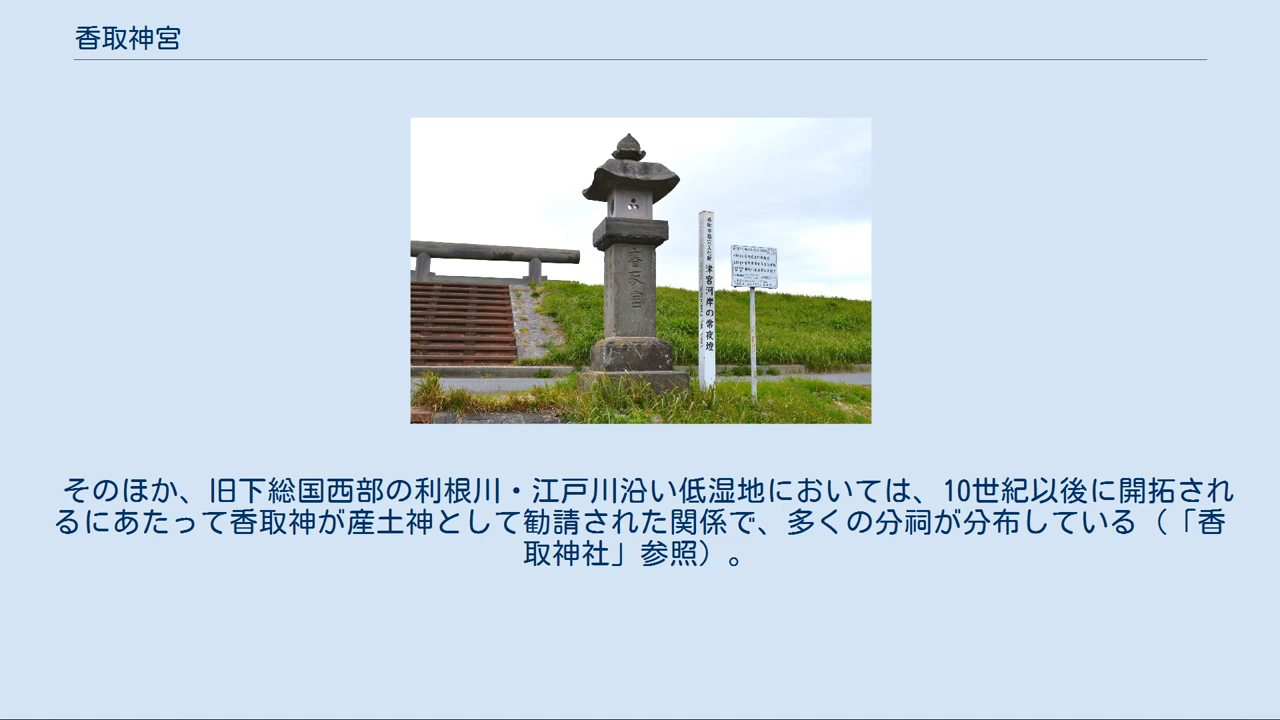 香取神宮
香取宮
津宮河岸の常夜燈
そのほか、旧下総国西部の利根川・江戸川沿い低湿地においては、10世紀以後に開拓され
るにあたって香取神が産土神として勧請された関係で、多くの分祠が分布している（「香
取神社」参照）。